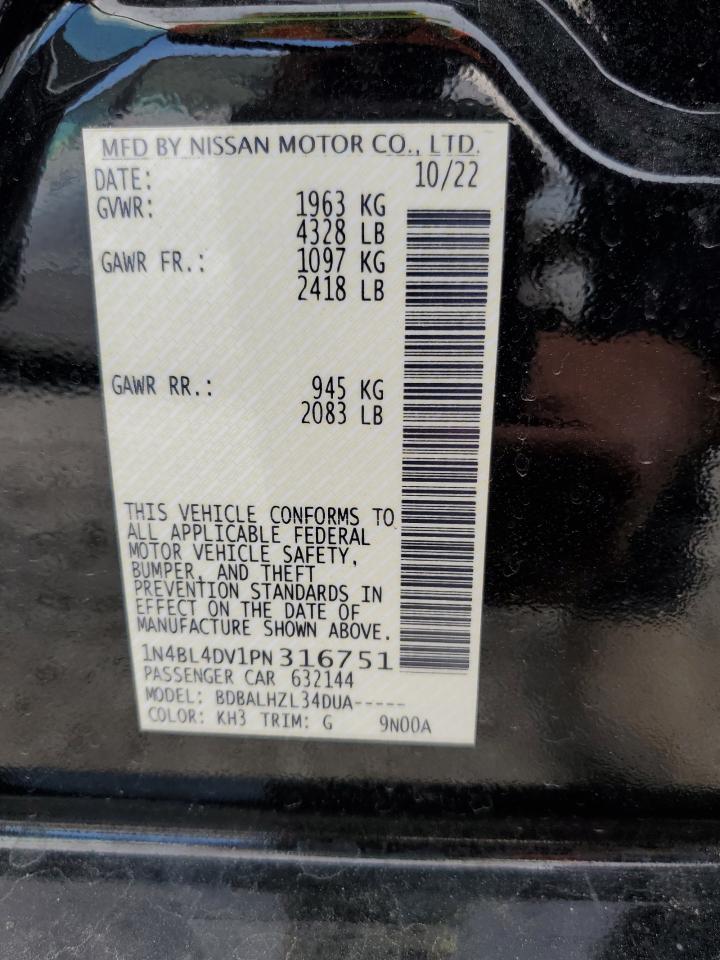 MFD BY NISSAN MOTOR CO., LTD.
DATE: 10/22
GVWR: 1963 KG
4328 LB
GAWR FR.: 1097 KG
2418 LB
GAWR RR.: 945 KG
2083 LB
THIS VEHICLE CONFORMS TO
ALL APPLICABLE FEDERAL
MOTOR VEHICLE SAFETY,
BUMPER, AND THEFT
PREVENTION STANDARDS IN
EFFECT ON THE DATE OF
MANUFACTURE SHOWN ABOVE.
1N4BL4DV1PN316751
PASSENGER CAR 632144
MODEL: BDBALHZL34DUA-----
COLOR: KH3 TRIM: G 9N00A